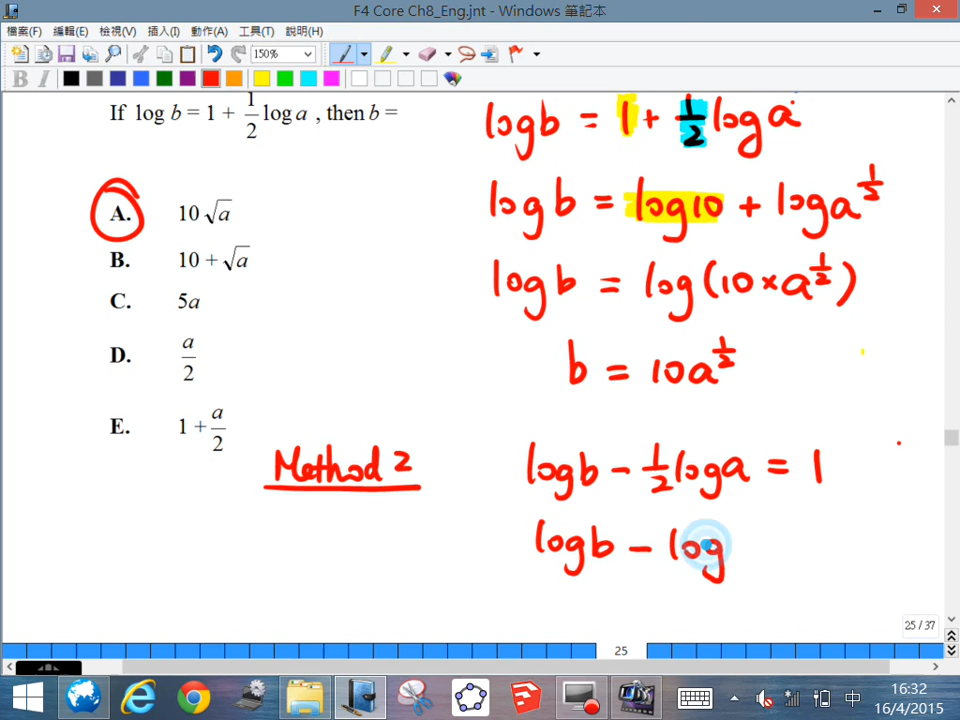 F4 Core Ch8_Eng.jnt - Windows 筆記本
檔案(F) 編輯(E) 檢視(V) 插入(I) 動作(A) 工具(T) 說明(H)
150%
B I
If log b = 1 + 1/2 log a , then b =
A. 10√a
B. 10 + √a
C. 5a
D. a/2
E. 1 + a/2
log b = 1 + 1/2 log a
log b = log 10 + log a^1/2
log b = log (10 × a^1/2)
b = 10a^1/2
Method 2
log b - 1/2 log a = 1
log b - log
25 / 37
25
中
16:32
16/4/2015